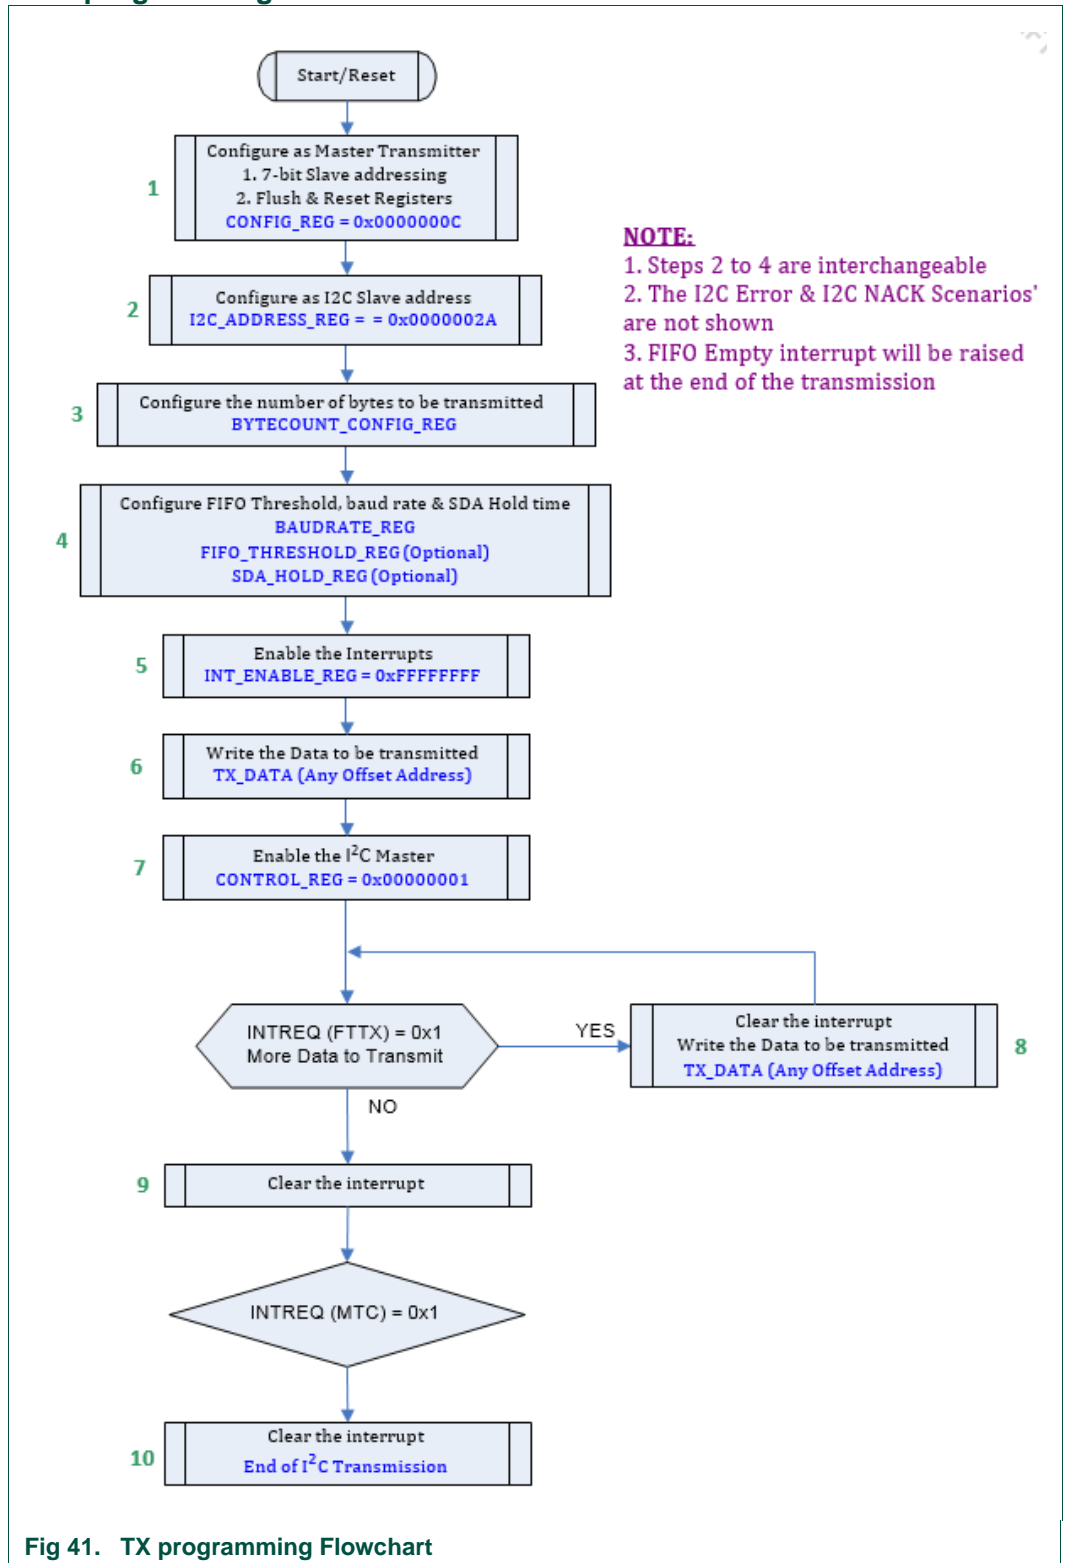 Start/Reset
Configure as Master Transmitter
1. 7-bit Slave addressing
2. Flush & Reset Registers
CONFIG_REG = 0x0000000C
1
NOTE:
1. Steps 2 to 4 are interchangeable
2. The I2C Error & I2C NACK Scenarios'
are not shown
3. FIFO Empty interrupt will be raised
at the end of the transmission
Configure as I2C Slave address
I2C_ADDRESS_REG = = 0x0000002A
2
Configure the number of bytes to be transmitted
BYTECOUNT_CONFIG_REG
3
Configure FIFO Threshold, baud rate & SDA Hold time
BAUDRATE_REG
FIFO_THRESHOLD_REG (Optional)
SDA_HOLD_REG (Optional)
4
Enable the Interrupts
INT_ENABLE_REG = 0xFFFFFFFF
5
Write the Data to be transmitted
TX_DATA (Any Offset Address)
6
Enable the I²C Master
CONTROL_REG = 0x00000001
7
INTREQ (FTTX) = 0x1
More Data to Transmit
YES
Clear the interrupt
Write the Data to be transmitted
TX_DATA (Any Offset Address)
8
NO
Clear the interrupt
9
INTREQ (MTC) = 0x1
Clear the interrupt
End of I²C Transmission
10
Fig 41. TX programming Flowchart